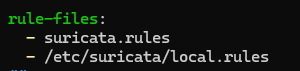 rule-files:
  - suricata.rules
  - /etc/suricata/local.rules